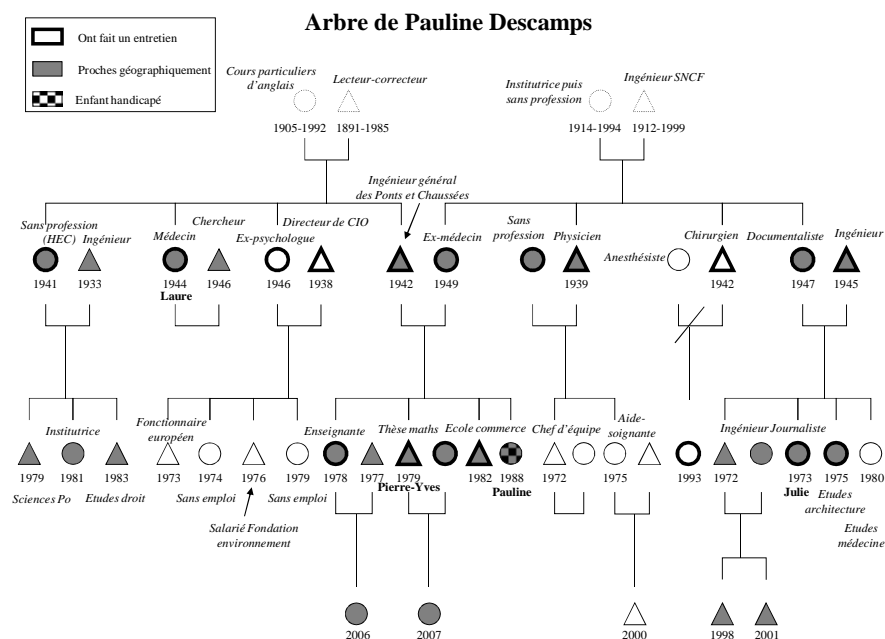 Arbre de Pauline Descamps
Ont fait un entretien
Proches géographiquement
Enfant handicapé
Cours particuliers
d'anglais
Lecteur-correcteur
Institutrice puis
sans profession
Ingénieur SNCF
1905-1992
1891-1985
1914-1994
1912-1999
Ingénieur général
des Ponts et Chaussées
Sans profession
(HEC)
Ingénieur
Médecin
Chercheur
Ex-psychologue
Directeur de CIO
Ex-médecin
Sans
profession
Physicien
Anesthésiste
Chirurgien
Documentaliste
Ingénieur
1941
1933
1944
1946
1946
1938
1942
1949
1939
1942
1947
1945
Laure
Institutrice
Fonctionnaire
européen
Enseignante
Thèse maths
Ecole commerce
Chef d'équipe
Aide-
soignante
Ingénieur
Journaliste
1979
1981
1983
1973
1974
1976
1979
1978
1977
1979
1982
1988
1972
1975
1993
1972
1973
1975
1980
Sciences Po
Etudes droit
Sans emploi
Sans emploi
Pierre-Yves
Pauline
Julie
Etudes
architecture
Salarié Fondation
environnement
Etudes
médecine
2006
2007
2000
1998
2001